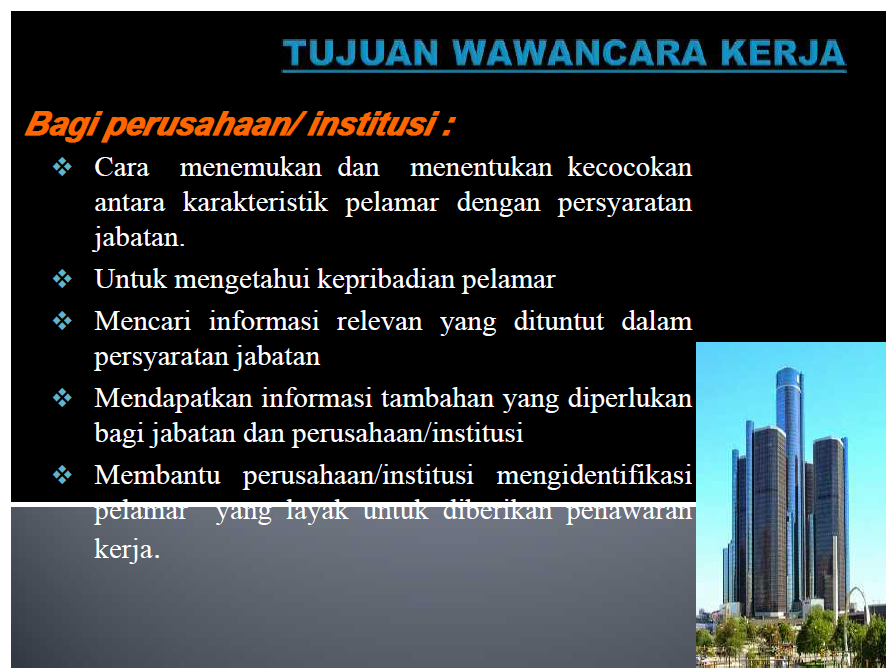 TUJUAN WAWANCARA KERJA
Bagi perusahaan/ institusi :
Cara menemukan dan menentukan kecocokan
antara karakteristik pelamar dengan persyaratan
jabatan.
Untuk mengetahui kepribadian pelamar
Mencari informasi relevan yang dituntut dalam
persyaratan jabatan
Mendapatkan informasi tambahan yang diperlukan
bagi jabatan dan perusahaan/institusi
Membantu perusahaan/institusi mengidentifikasi
pelamar yang layak untuk diberikan penawaran
kerja.